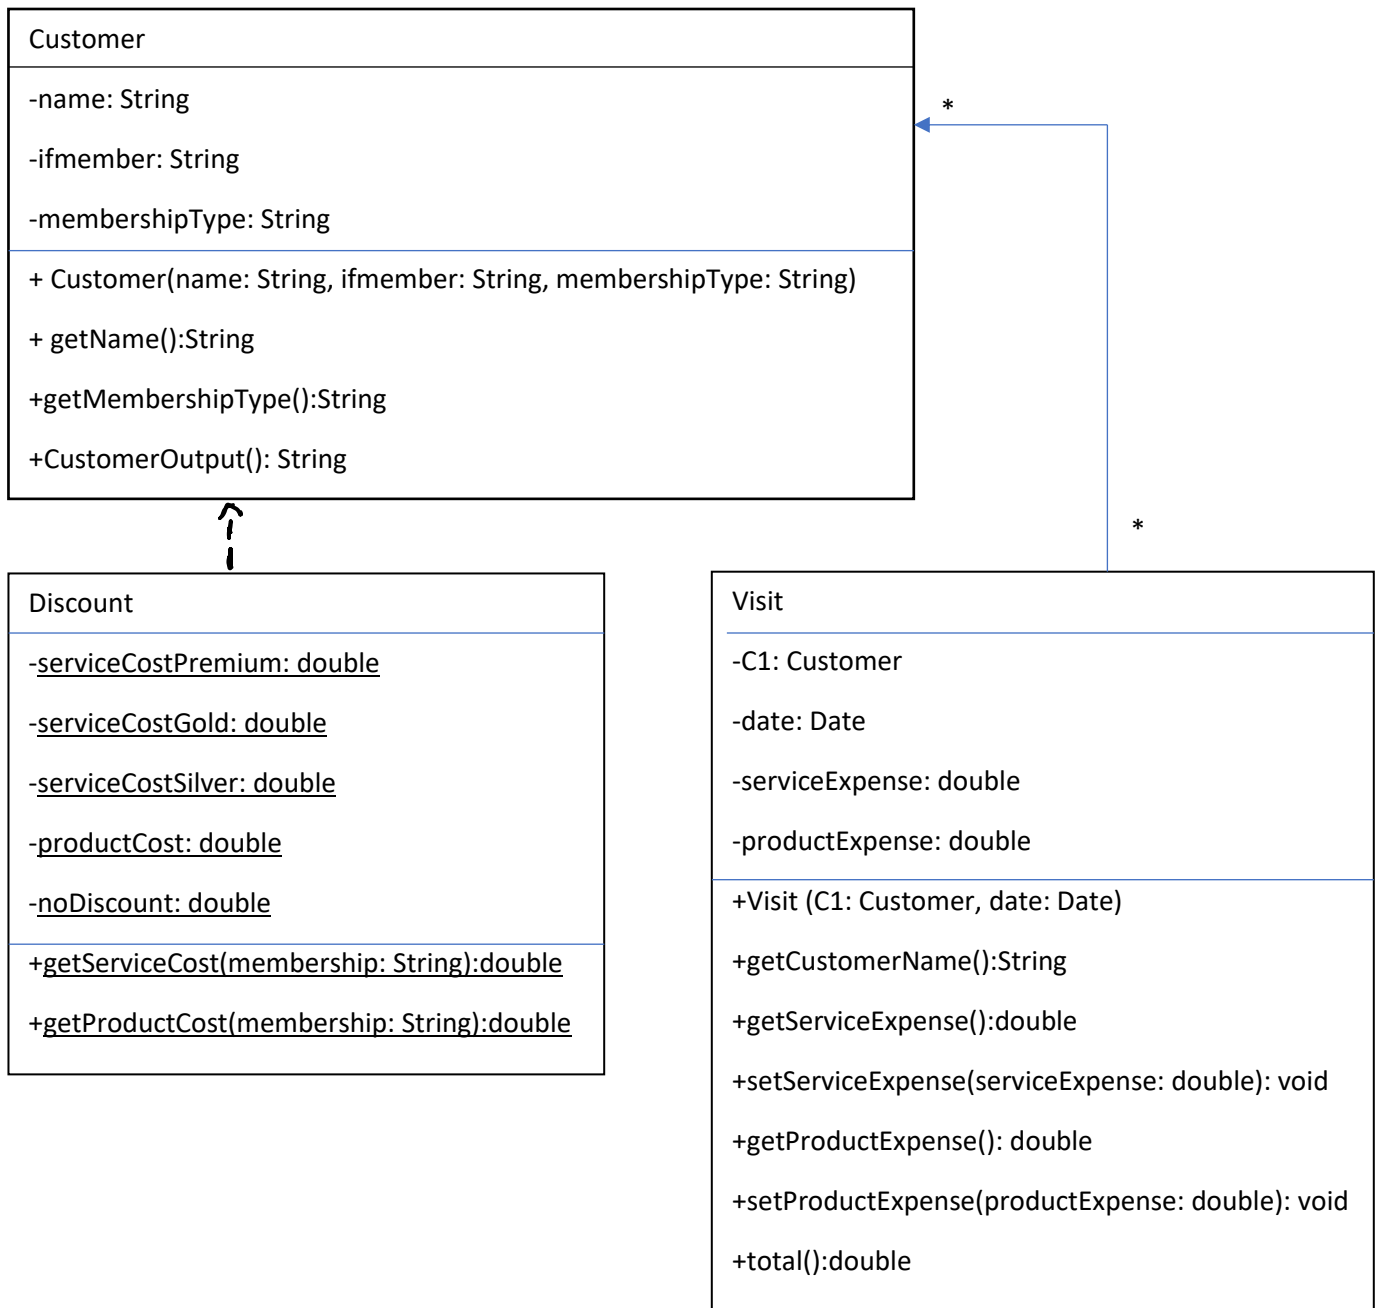 Customer
-name: String
-ifmember: String
-membershipType: String
+ Customer(name: String, ifmember: String, membershipType: String)
+ getName():String
+getMembershipType():String
+CustomerOutput(): String
*
*
Discount
-serviceCostPremium: double
-serviceCostGold: double
-serviceCostSilver: double
-productCost: double
-noDiscount: double
+getServiceCost(membership: String):double
+getProductCost(membership: String):double
Visit
-C1: Customer
-date: Date
-serviceExpense: double
-productExpense: double
+Visit (C1: Customer, date: Date)
+getCustomerName():String
+getServiceExpense():double
+setServiceExpense(serviceExpense: double): void
+getProductExpense(): double
+setProductExpense(productExpense: double): void
+total():double